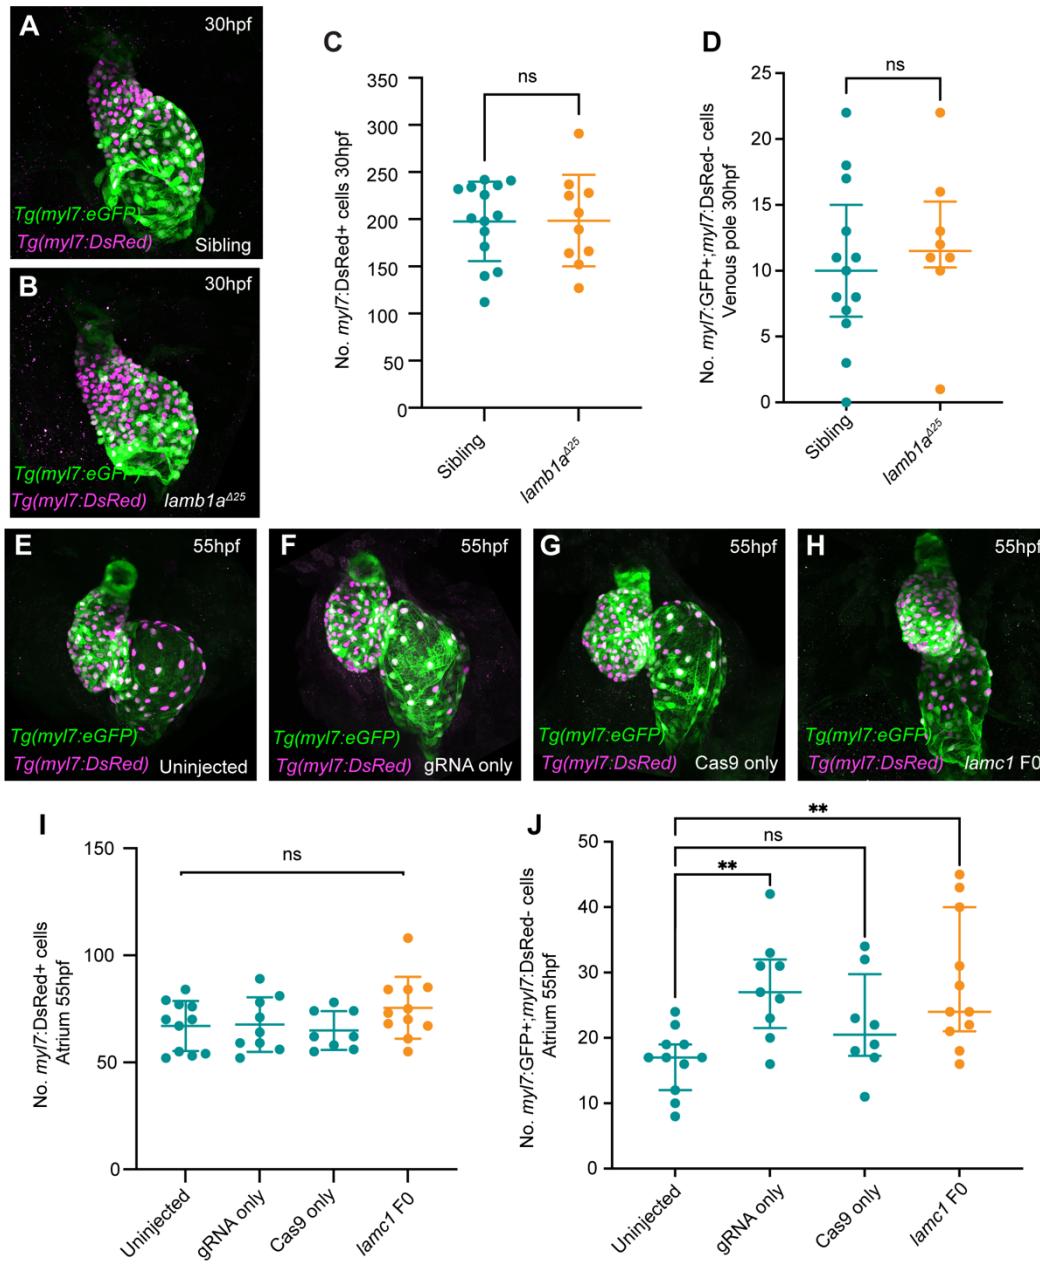 A
30hpf
Tg(myl7:eGFP)
Tg(myl7:DsRed)
Sibling
B
30hpf
Tg(myl7:eGFP)
Tg(myl7:DsRed)
lamb1aΔ25
C
ns
No. myl7:DsRed+ cells 30hpf
350
300
250
200
150
100
50
0
Sibling
lamb1aΔ25
D
ns
No. myl7:GFP+;myl7:DsRed- cells
Venous pole 30hpf
25
20
15
10
5
0
Sibling
lamb1aΔ25
E
55hpf
Tg(myl7:eGFP)
Tg(myl7:DsRed)
Uninjected
F
55hpf
Tg(myl7:eGFP)
Tg(myl7:DsRed)
gRNA only
G
55hpf
Tg(myl7:eGFP)
Tg(myl7:DsRed)
Cas9 only
H
55hpf
Tg(myl7:eGFP)
Tg(myl7:DsRed)
lamc1 F0
I
ns
No. myl7:DsRed+ cells
Atrium 55hpf
150
100
50
0
Uninjected
gRNA only
Cas9 only
lamc1 F0
J
**
ns
**
No. myl7:GFP+;myl7:DsRed- cells
Atrium 55hpf
50
40
30
20
10
0
Uninjected
gRNA only
Cas9 only
lamc1 F0